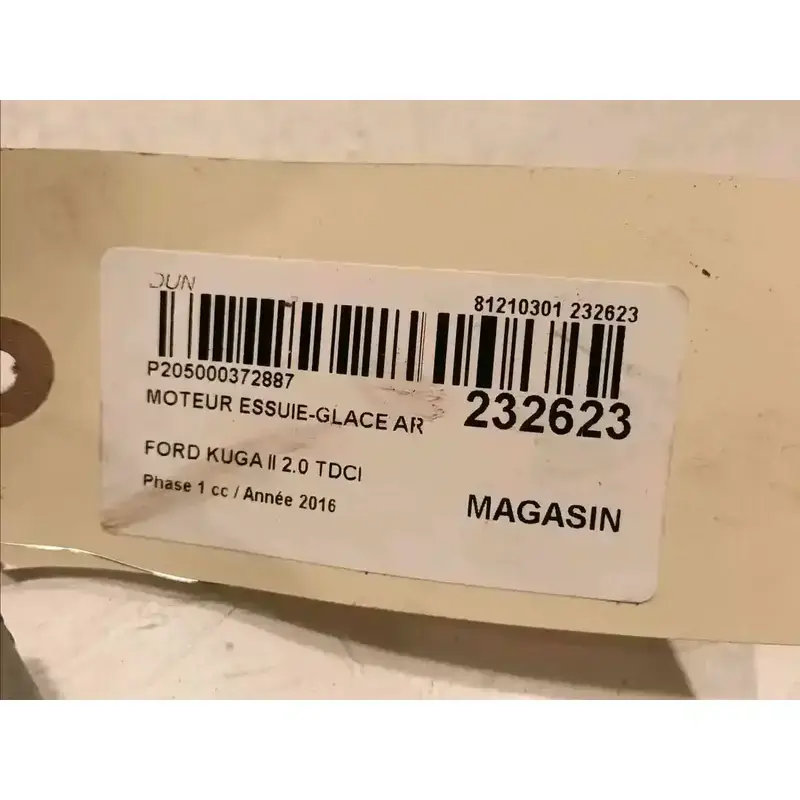 DUN
81210301 232623
P205000372887
MOTEUR ESSUIE-GLACE AR
232623
FORD KUGA II 2.0 TDCI
Phase 1 cc / Année 2016
MAGASIN